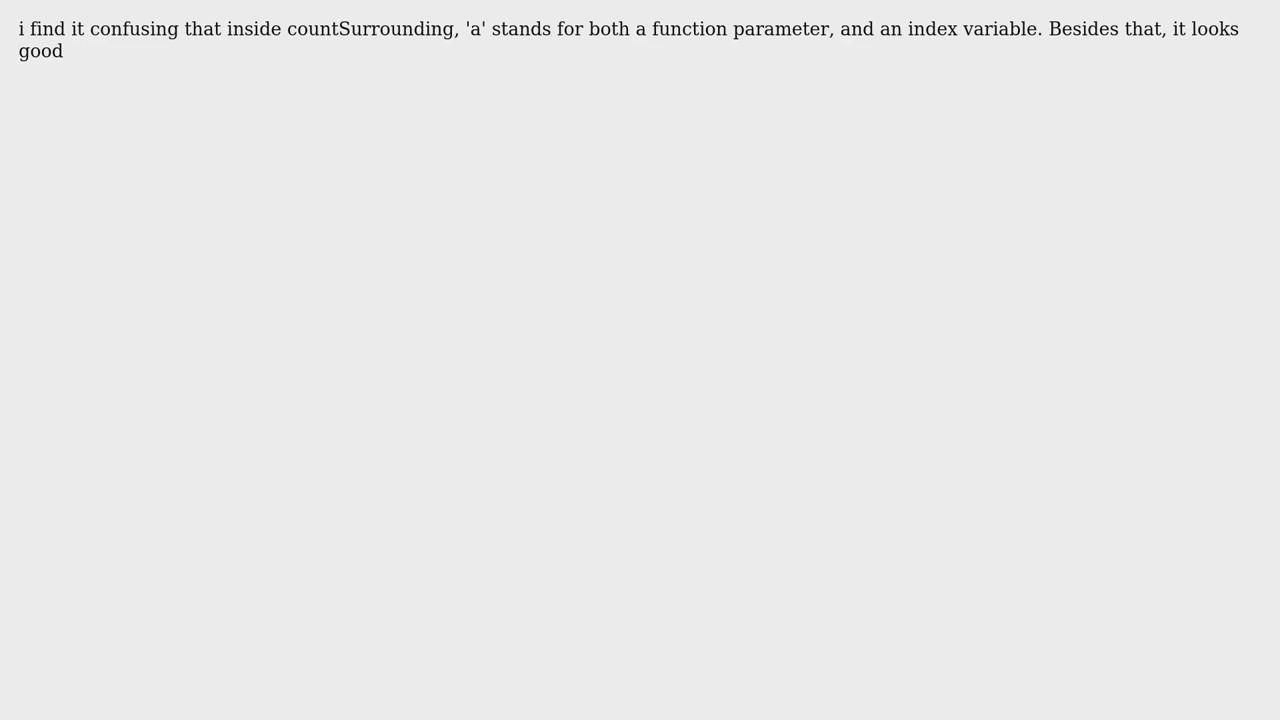 i find it confusing that inside countSurrounding, 'a' stands for both a function parameter, and an index variable. Besides that, it looks
good